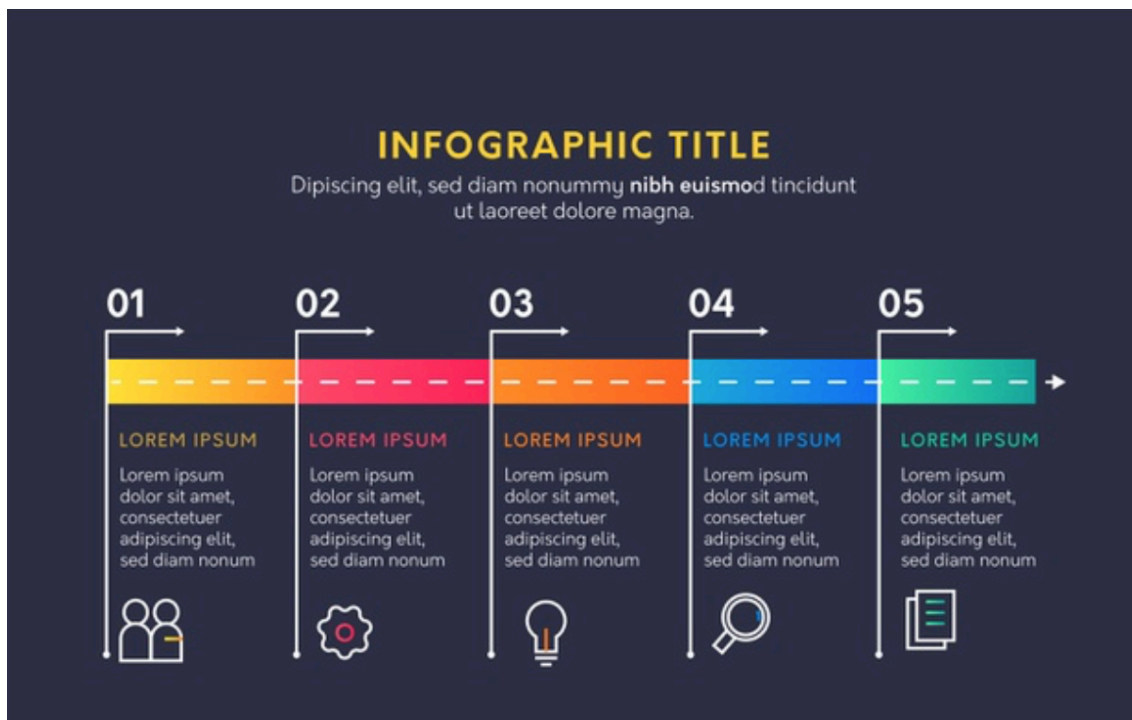 INFOGRAPHIC TITLE
Dipiscing elit, sed diam nonummy nibh euismod tincidunt
ut laoreet dolore magna.
01
02
03
04
05
LOREM IPSUM
Lorem ipsum
dolor sit amet,
consectetuer
adipiscing elit,
sed diam nonum
LOREM IPSUM
Lorem ipsum
dolor sit amet,
consectetuer
adipiscing elit,
sed diam nonum
LOREM IPSUM
Lorem ipsum
dolor sit amet,
consectetuer
adipiscing elit,
sed diam nonum
LOREM IPSUM
Lorem ipsum
dolor sit amet,
consectetuer
adipiscing elit,
sed diam nonum
LOREM IPSUM
Lorem ipsum
dolor sit amet,
consectetuer
adipiscing elit,
sed diam nonum